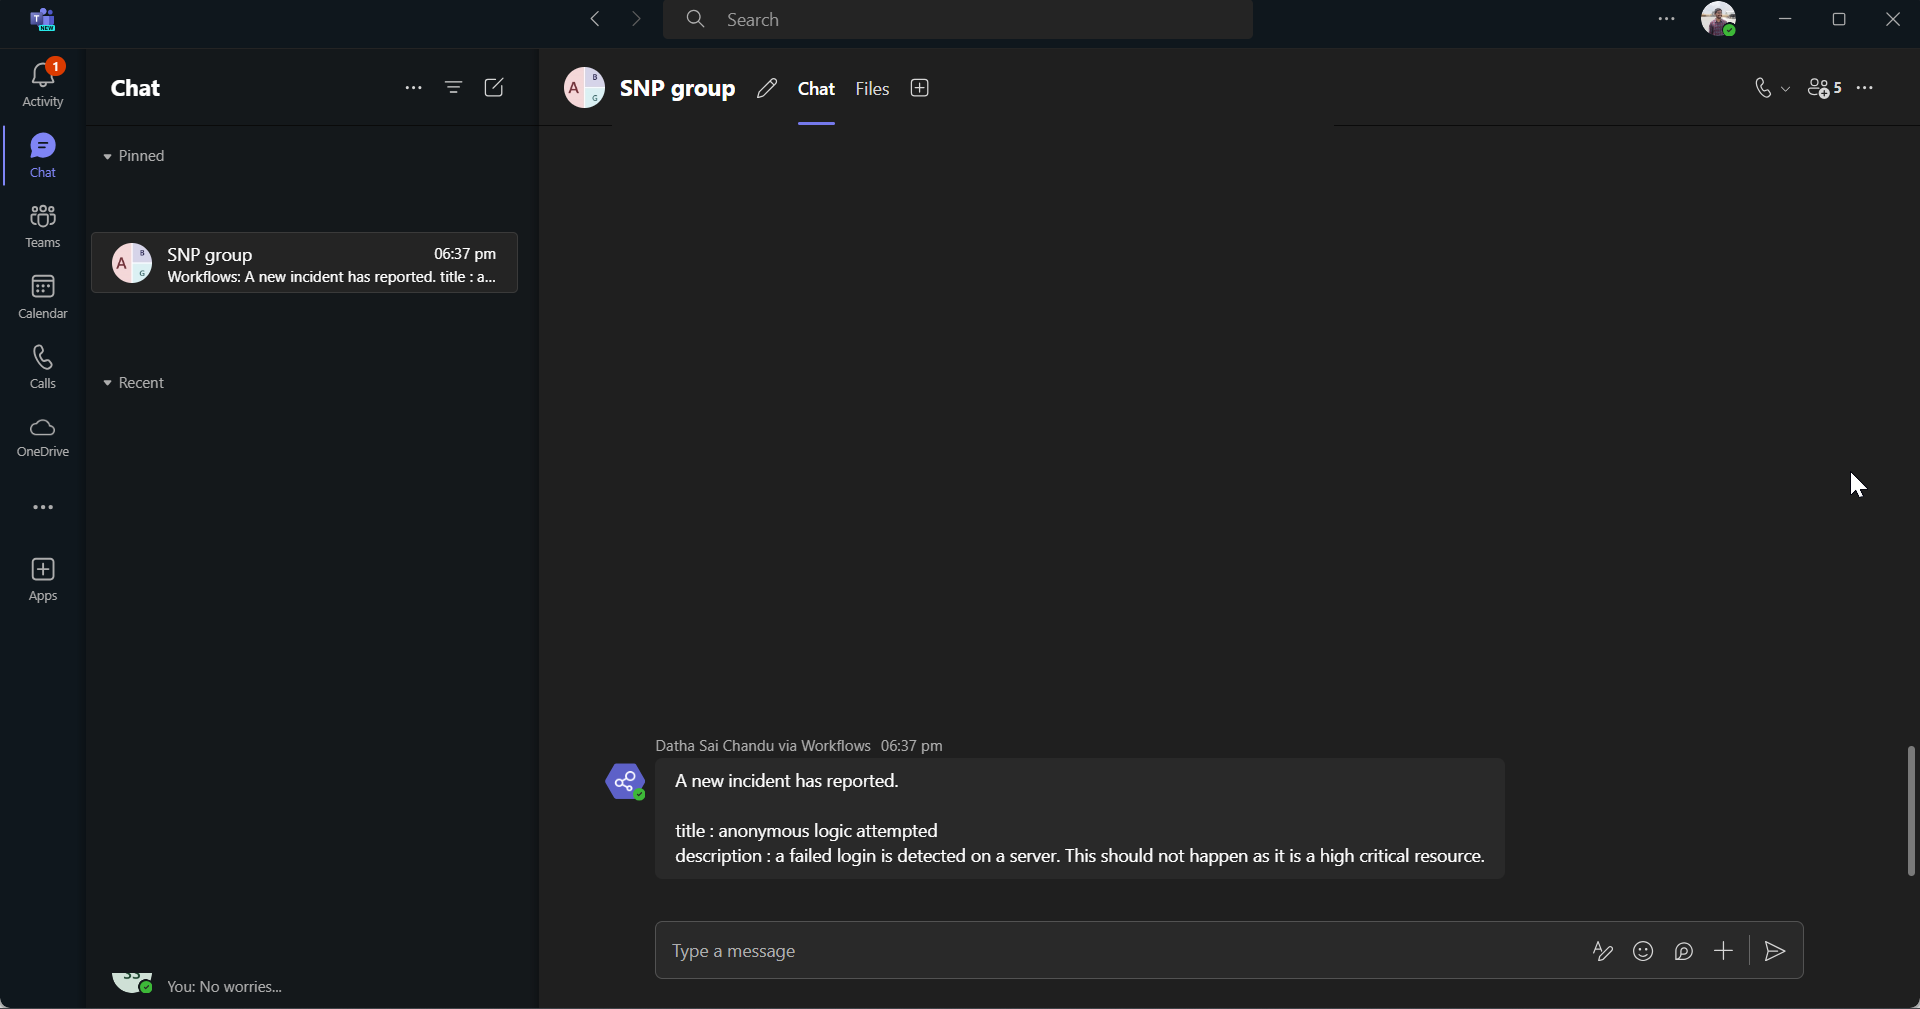 Search
1
Activity
Chat
Teams
Calendar
Calls
OneDrive
Apps
Chat
Pinned
A B G
SNP group 06:37 pm
Workflows: A new incident has reported. title : a...
Recent
You: No worries...
A B G
SNP group Chat Files 5
Datha Sai Chandu via Workflows 06:37 pm
A new incident has reported.
title : anonymous logic attempted
description : a failed login is detected on a server. This should not happen as it is a high critical resource.
Type a message